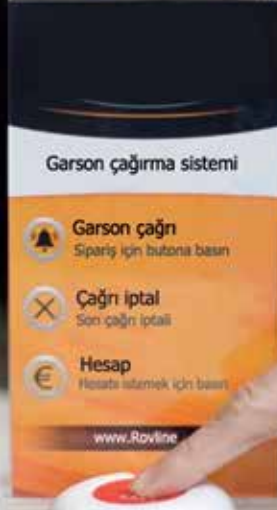 Garson çağırma sistemi
Garson çağrı
Sipariş için butona basın
Çağrı iptal
Son çağrı iptali
€
Hesap
Hesabı istemek için basın
www.Rovline